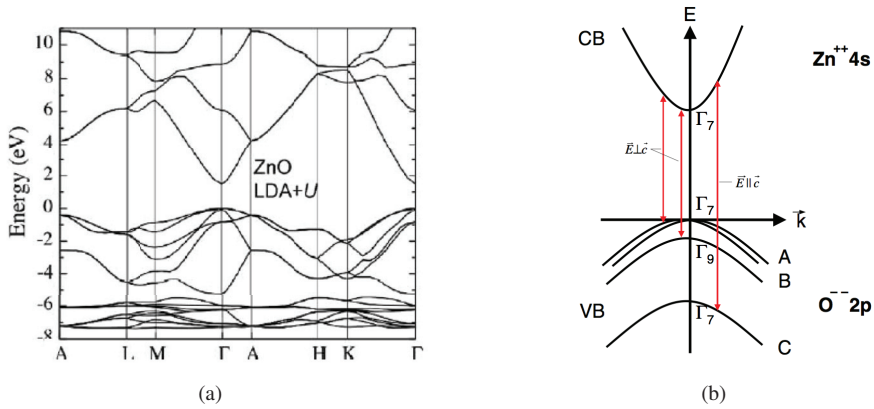 10
8
6
4
2
0
-2
-4
-6
-8
Energy (eV)
ZnO
LDA+U
A L M Γ A H K Γ
(a)
E
CB
Zn⁺⁺4s
Γ₇
E⃗⊥c⃗
E⃗∥c⃗
Γ₇
k⃗
A
Γ₉
B
O⁻⁻2p
VB
Γ₇
C
(b)